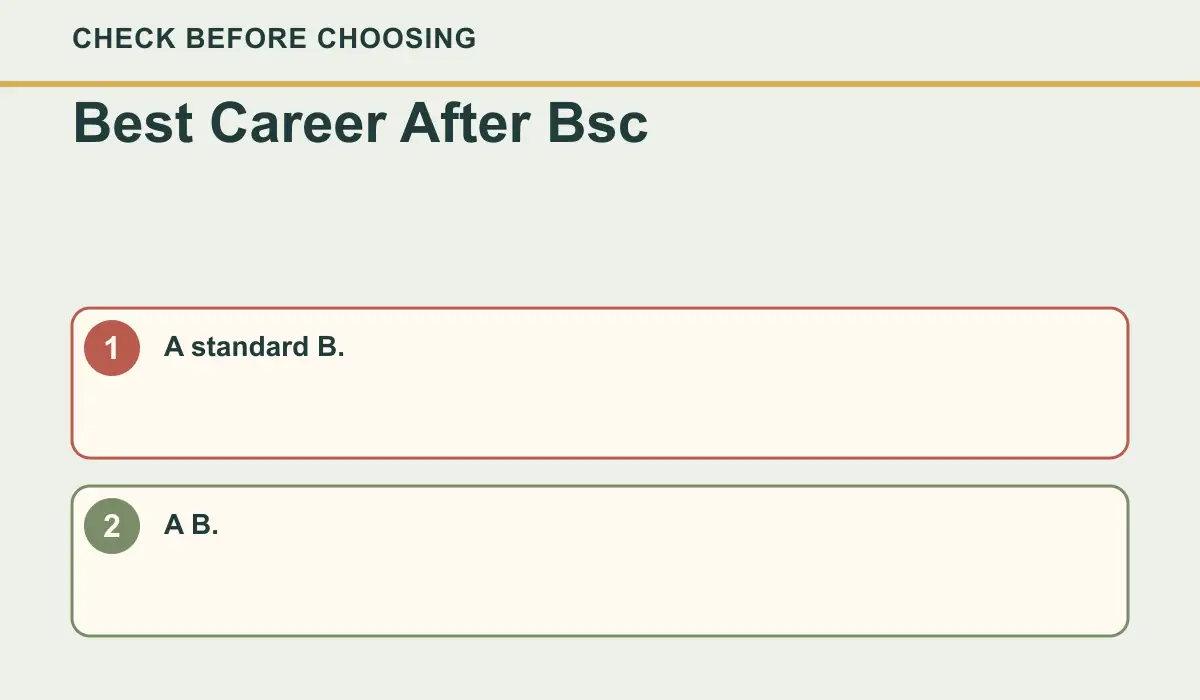 CHECK BEFORE CHOOSING
Best Career After Bsc
1 A standard B.
2 A B.